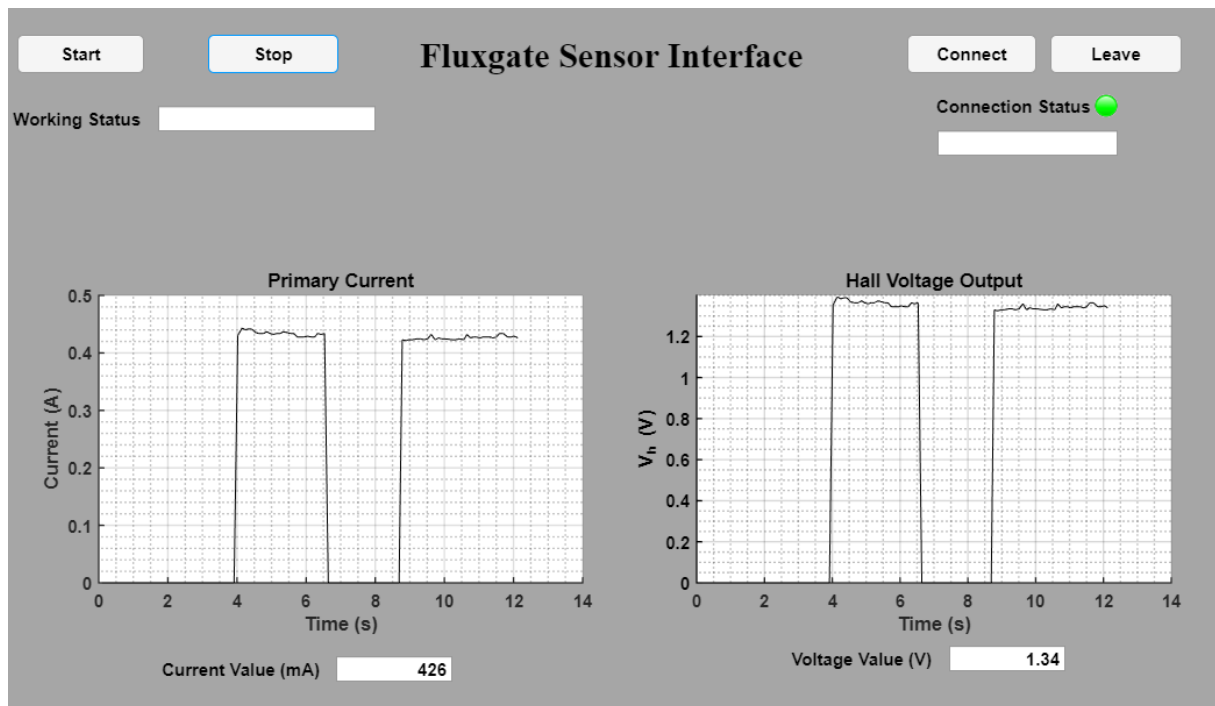 Start Stop Fluxgate Sensor Interface Connect Leave
Working Status
Connection Status
Primary Current
0.5
0.4
0.3
0.2
0.1
0
Current (A)
0 2 4 6 8 10 12 14
Time (s)
Current Value (mA) 426
Hall Voltage Output
1.2
1
0.8
0.6
0.4
0.2
0
Vh (V)
0 2 4 6 8 10 12 14
Time (s)
Voltage Value (V) 1.34